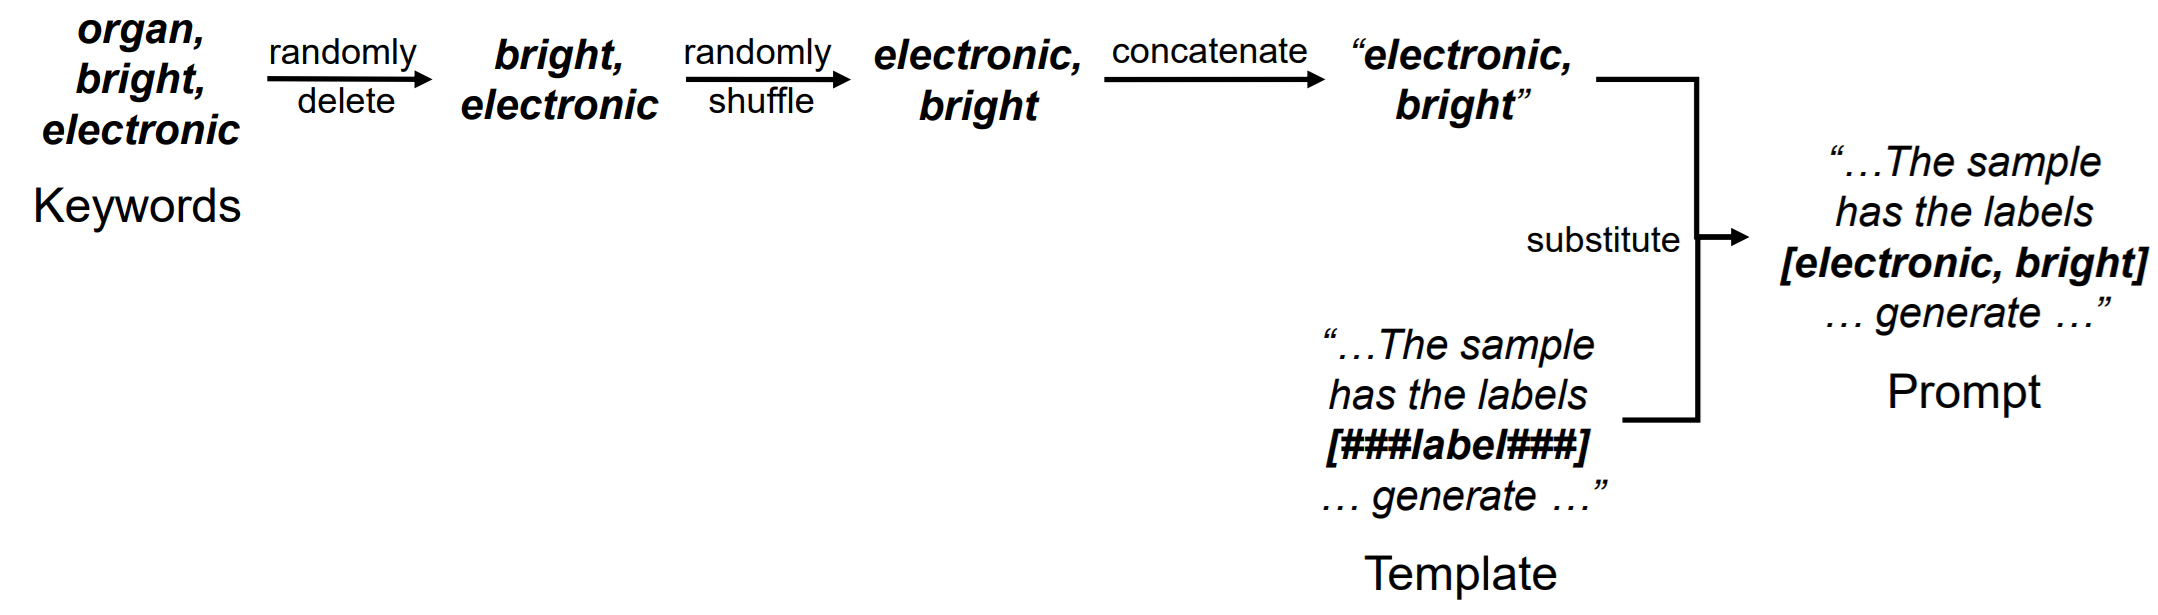 organ,
bright,
electronic
Keywords
randomly
delete
bright,
electronic
randomly
shuffle
electronic,
bright
concatenate
“electronic,
bright”
substitute
“…The sample
has the labels
[###label###]
… generate …”
Template
“…The sample
has the labels
[electronic, bright]
… generate …”
Prompt